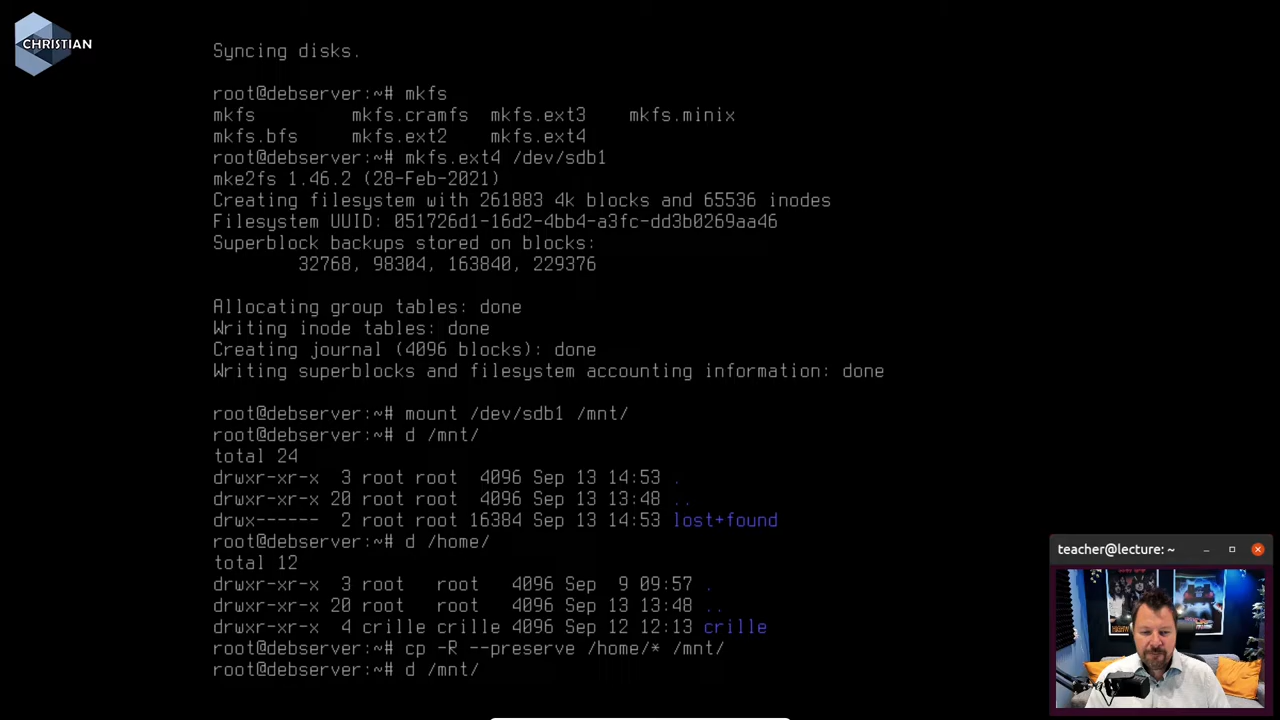 CHRISTIAN
Syncing disks.
root@debserver:~# mkfs
mkfs mkfs.cramfs mkfs.ext3 mkfs.minix
mkfs.bfs mkfs.ext2 mkfs.ext4
root@debserver:~# mkfs.ext4 /dev/sdb1
mke2fs 1.46.2 (28-Feb-2021)
Creating filesystem with 261883 4k blocks and 65536 inodes
Filesystem UUID: 051726d1-16d2-4bb4-a3fc-dd3b0269aa46
Superblock backups stored on blocks:
32768, 98304, 163840, 229376
Allocating group tables: done
Writing inode tables: done
Creating journal (4096 blocks): done
Writing superblocks and filesystem accounting information: done
root@debserver:~# mount /dev/sdb1 /mnt/
root@debserver:~# d /mnt/
total 24
drwxr-xr-x 3 root root 4096 Sep 13 14:53 .
drwxr-xr-x 20 root root 4096 Sep 13 13:48 ..
drwx------ 2 root root 16384 Sep 13 14:53 lost+found
root@debserver:~# d /home/
total 12
drwxr-xr-x 3 root root 4096 Sep 9 09:57 .
drwxr-xr-x 20 root root 4096 Sep 13 13:48 ..
drwxr-xr-x 4 crille crille 4096 Sep 12 12:13 crille
root@debserver:~# cp -R --preserve /home/* /mnt/
root@debserver:~# d /mnt/
teacher@lecture: ~